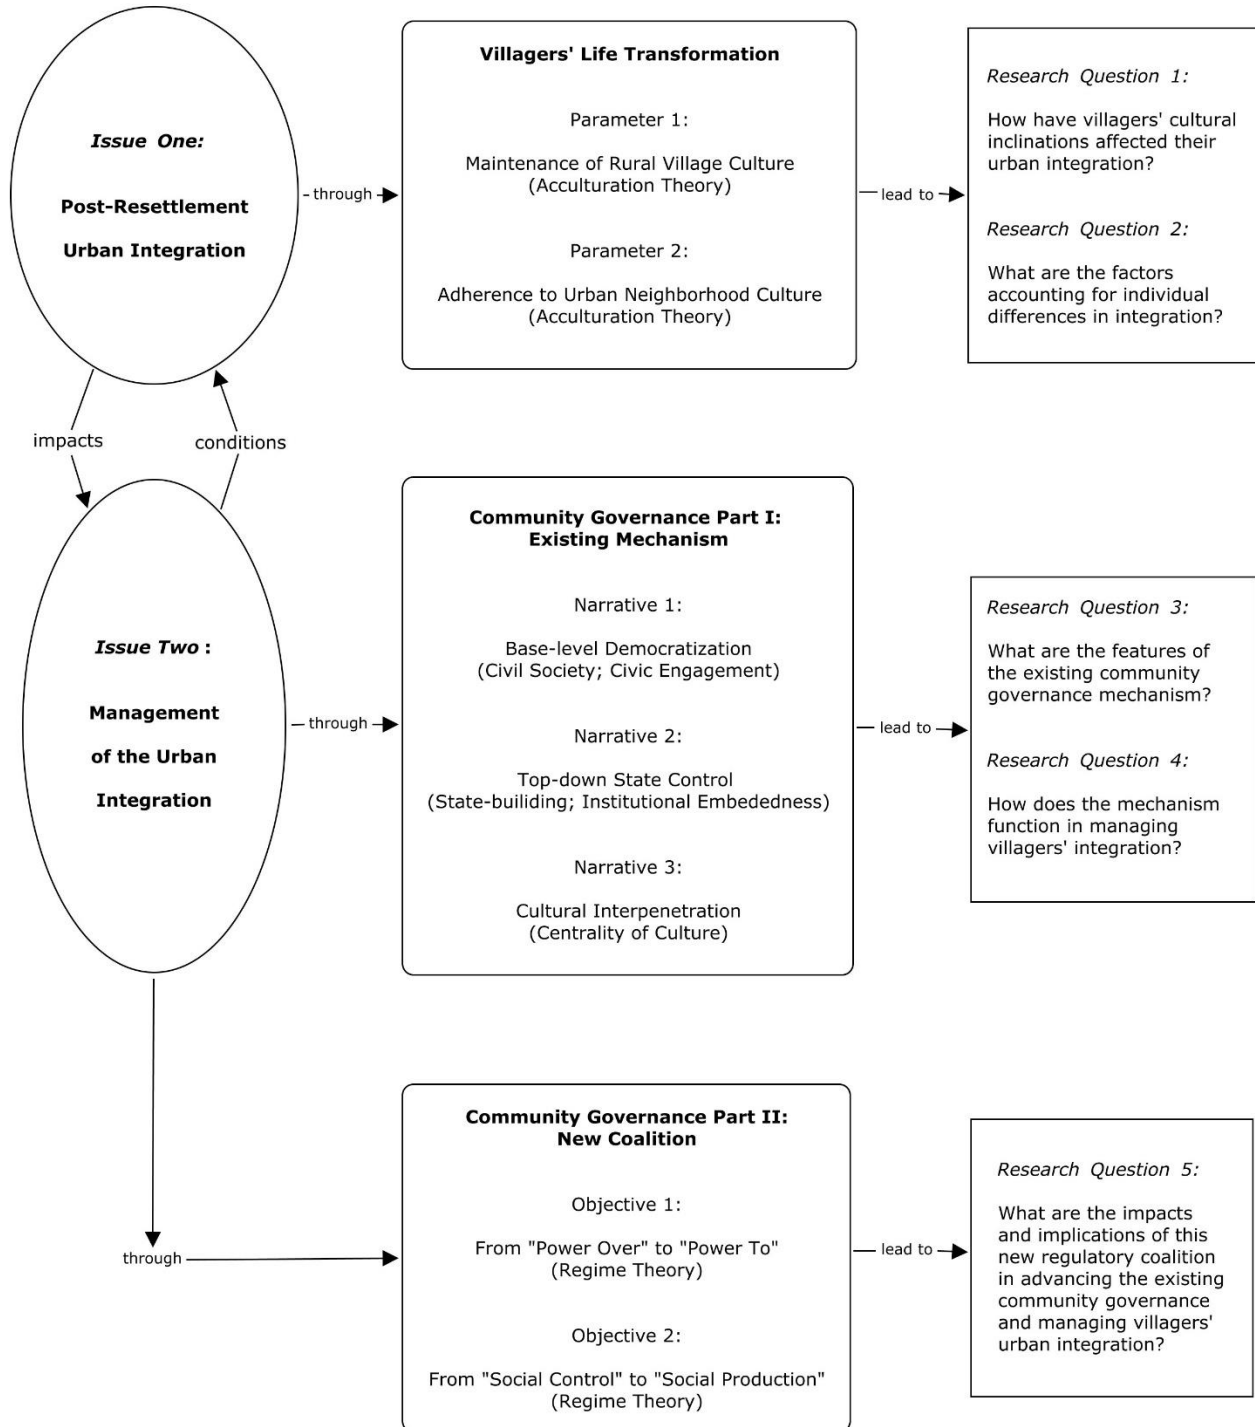 Issue One:
Post-Resettlement
Urban Integration
through
Villagers' Life Transformation
Parameter 1:
Maintenance of Rural Village Culture
(Acculturation Theory)
Parameter 2:
Adherence to Urban Neighborhood Culture
(Acculturation Theory)
lead to
Research Question 1:
How have villagers' cultural
inclinations affected their
urban integration?
Research Question 2:
What are the factors
accounting for individual
differences in integration?
impacts
conditions
Issue Two :
Management
of the Urban
Integration
through
Community Governance Part I:
Existing Mechanism
Narrative 1:
Base-level Democratization
(Civil Society; Civic Engagement)
Narrative 2:
Top-down State Control
(State-builiding; Institutional Embededness)
Narrative 3:
Cultural Interpenetration
(Centrality of Culture)
lead to
Research Question 3:
What are the features of
the existing community
governance mechanism?
Research Question 4:
How does the mechanism
function in managing
villagers' integration?
through
Community Governance Part II:
New Coalition
Objective 1:
From "Power Over" to "Power To"
(Regime Theory)
Objective 2:
From "Social Control" to "Social Production"
(Regime Theory)
lead to
Research Question 5:
What are the impacts
and implications of this
new regulatory coalition
in advancing the existing
community governance
and managing villagers'
urban integration?